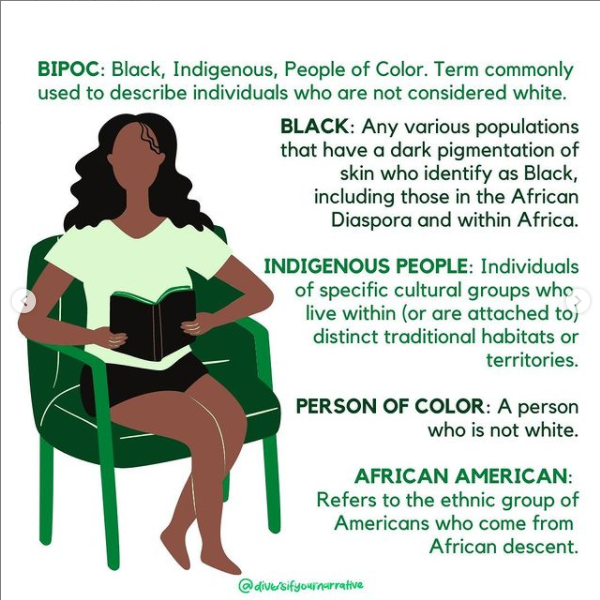 BIPOC: Black, Indigenous, People of Color. Term commonly
used to describe individuals who are not considered white.
BLACK: Any various populations
that have a dark pigmentation of
skin who identify as Black,
including those in the African
Diaspora and within Africa.
INDIGENOUS PEOPLE: Individuals
of specific cultural groups who
live within (or are attached to)
distinct traditional habitats or
territories.
PERSON OF COLOR: A person
who is not white.
AFRICAN AMERICAN:
Refers to the ethnic group of
Americans who come from
African descent.
@diversifyournarrative